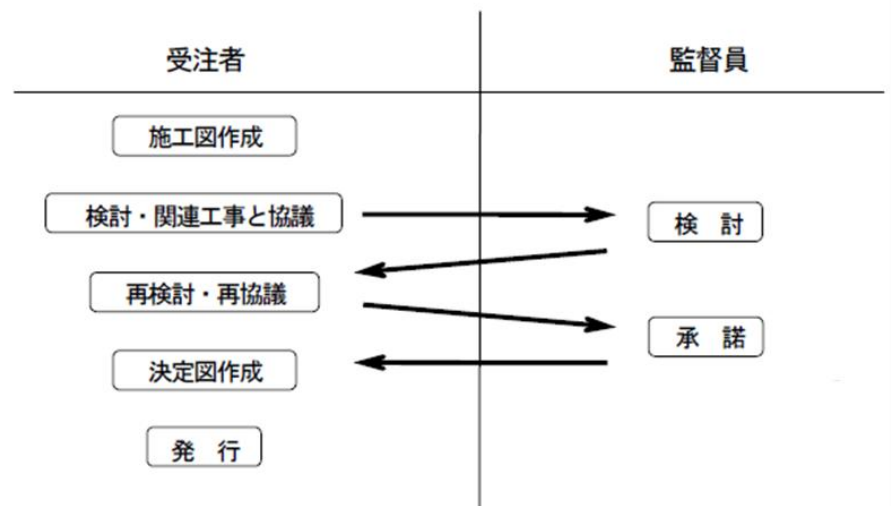 受注者 監督員
施工図作成
検討・関連工事と協議 検　討
再検討・再協議 承　諾
決定図作成
発　行